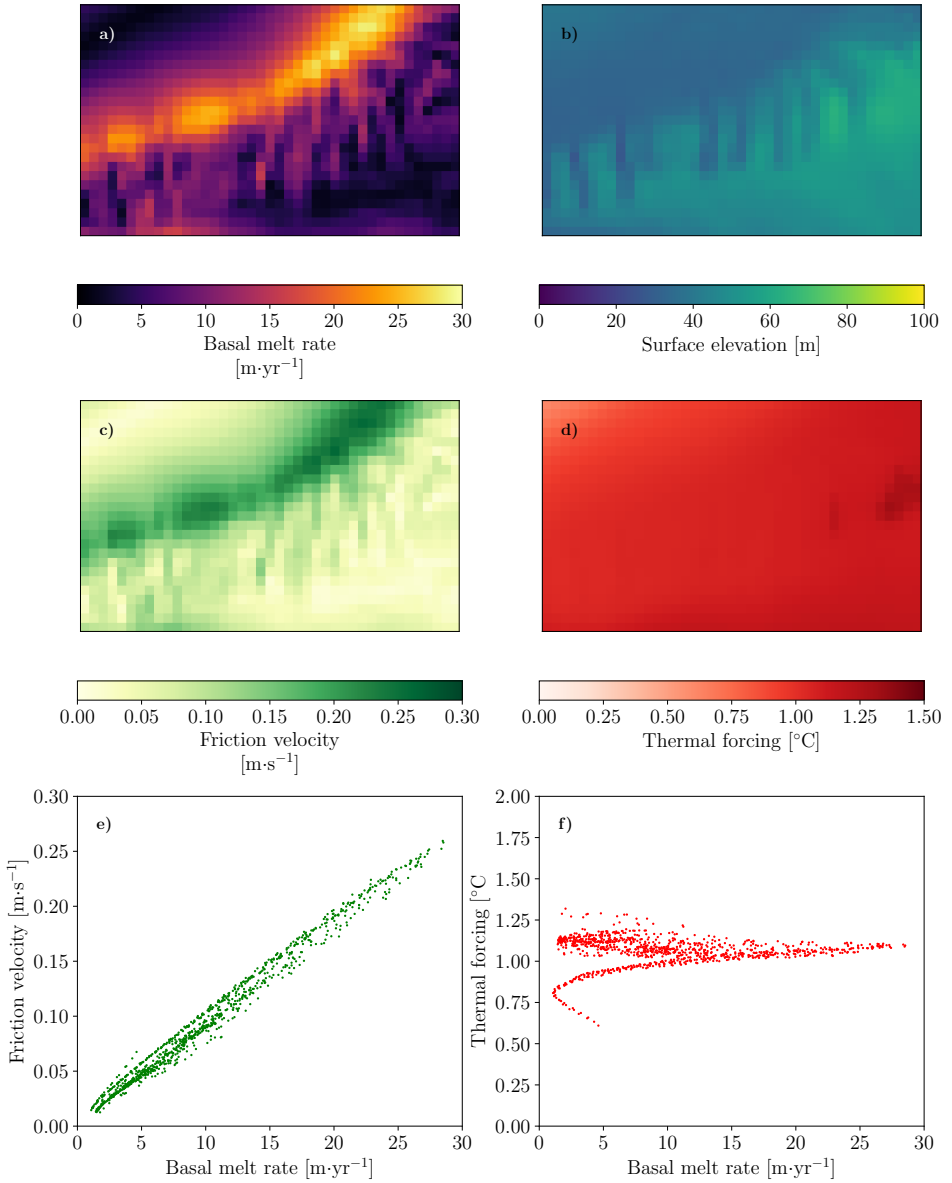 a)
b)
0 5 10 15 20 25 30
Basal melt rate
[m·yr⁻¹]
0 20 40 60 80 100
Surface elevation [m]
c)
d)
0.00 0.05 0.10 0.15 0.20 0.25 0.30
Friction velocity
[m·s⁻¹]
0.00 0.25 0.50 0.75 1.00 1.25 1.50
Thermal forcing [°C]
e)
0.30
0.25
0.20
0.15
0.10
0.05
0.00
Friction velocity [m·s⁻¹]
0 5 10 15 20 25 30
Basal melt rate [m·yr⁻¹]
f)
2.00
1.75
1.50
1.25
1.00
0.75
0.50
0.25
0.00
Thermal forcing [°C
0 5 10 15 20 25 30
Basal melt rate [m·yr⁻¹]